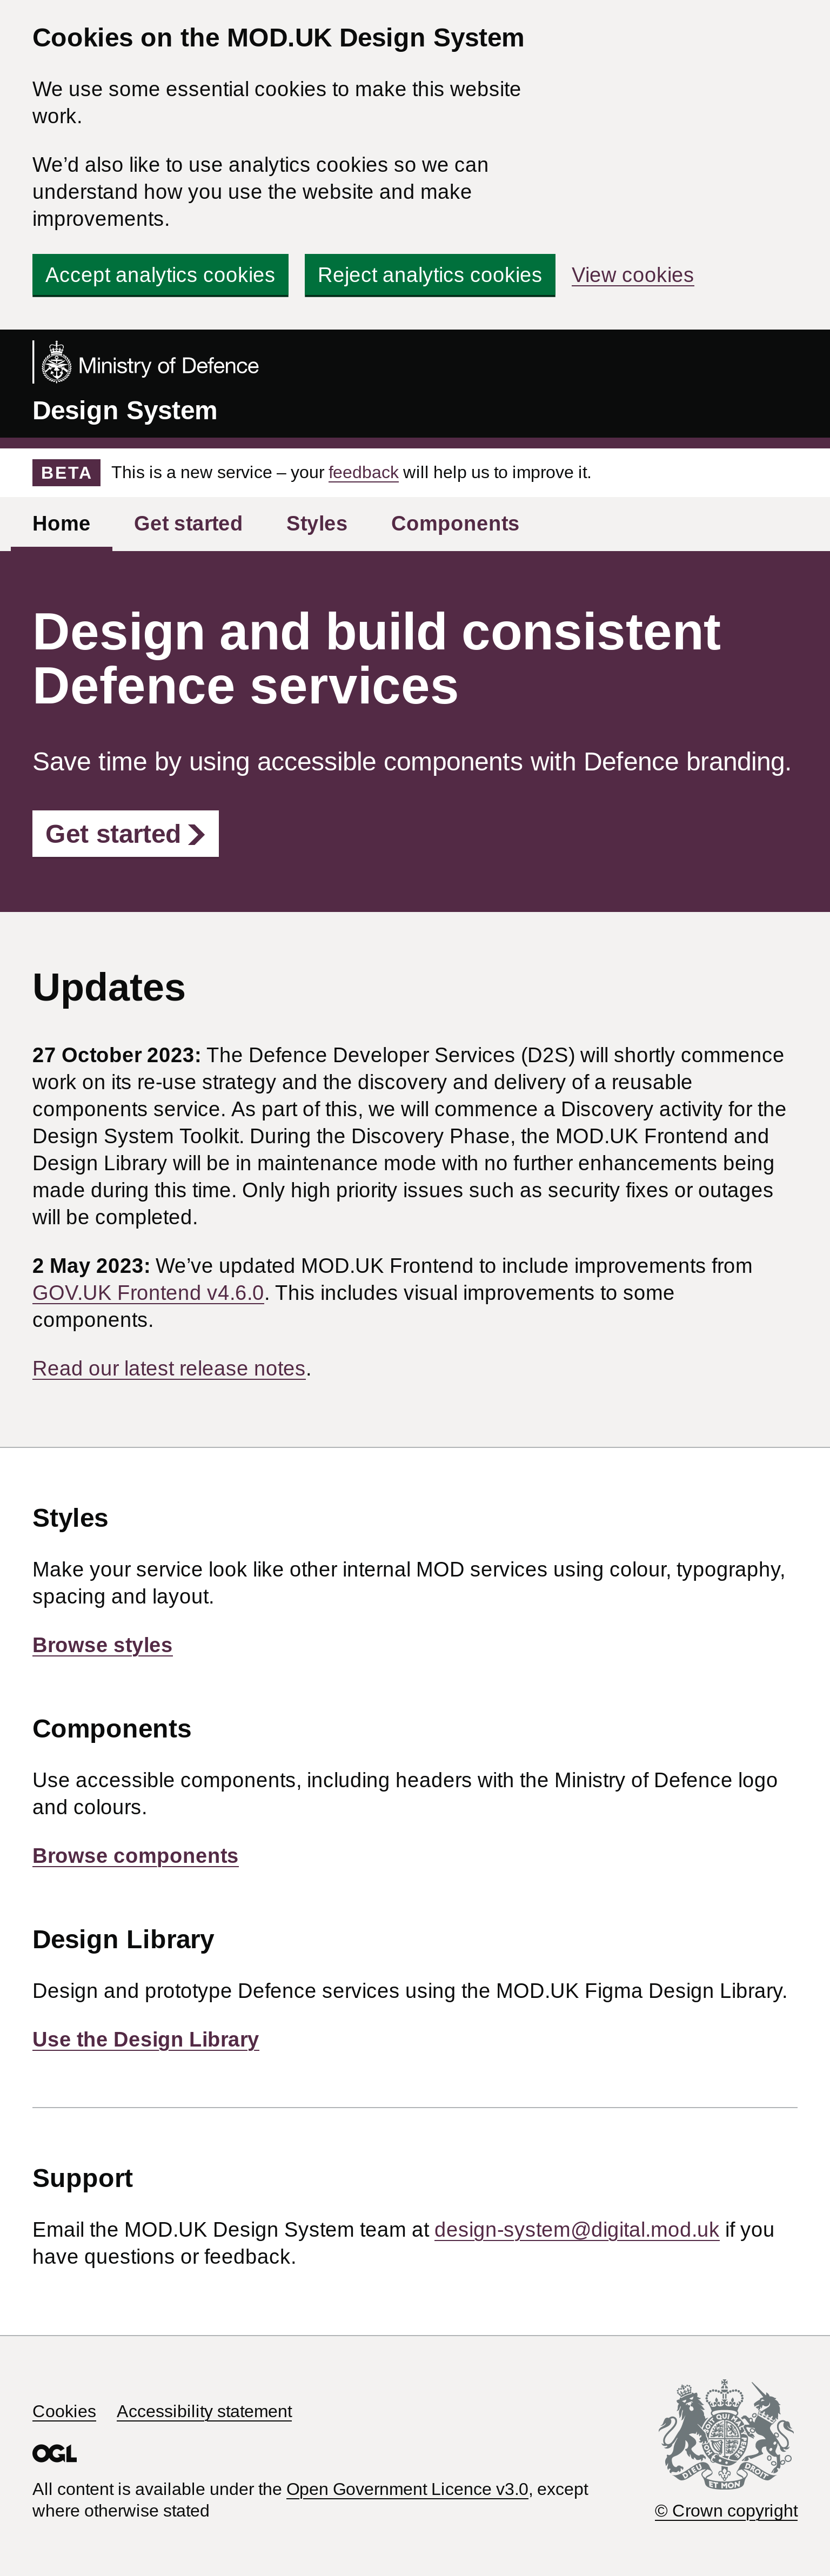 Cookies on the MOD.UK Design System
We use some essential cookies to make this website
work.
We’d also like to use analytics cookies so we can
understand how you use the website and make
improvements.
Accept analytics cookies Reject analytics cookies View cookies
Ministry of Defence
Design System
BETA This is a new service – your feedback will help us to improve it.
Home Get started Styles Components
Design and build consistent
Defence services
Save time by using accessible components with Defence branding.
Get started
Updates
27 October 2023: The Defence Developer Services (D2S) will shortly commence
work on its re-use strategy and the discovery and delivery of a reusable
components service. As part of this, we will commence a Discovery activity for the
Design System Toolkit. During the Discovery Phase, the MOD.UK Frontend and
Design Library will be in maintenance mode with no further enhancements being
made during this time. Only high priority issues such as security fixes or outages
will be completed.
2 May 2023: We’ve updated MOD.UK Frontend to include improvements from
GOV.UK Frontend v4.6.0. This includes visual improvements to some
components.
Read our latest release notes.
Styles
Make your service look like other internal MOD services using colour, typography,
spacing and layout.
Browse styles
Components
Use accessible components, including headers with the Ministry of Defence logo
and colours.
Browse components
Design Library
Design and prototype Defence services using the MOD.UK Figma Design Library.
Use the Design Library
Support
Email the MOD.UK Design System team at design-system@digital.mod.uk if you
have questions or feedback.
Cookies Accessibility statement
OGL
All content is available under the Open Government Licence v3.0, except
where otherwise stated
DIEU ET MON DROIT
© Crown copyright